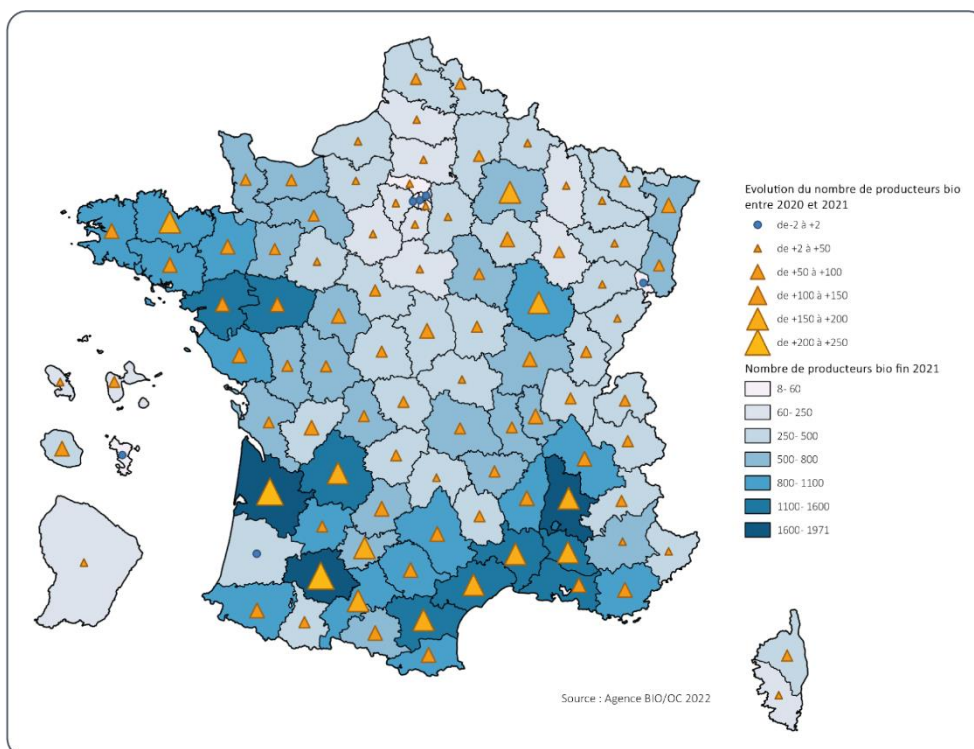 Evolution du nombre de producteurs bio
entre 2020 et 2021
de-2 à +2
de +2 à +50
de +50 à +100
de +100 à +150
de +150 à +200
de +200 à +250
Nombre de producteurs bio fin 2021
8- 60
60- 250
250- 500
500- 800
800- 1100
1100- 1600
1600- 1971
Source : Agence BIO/OC 2022